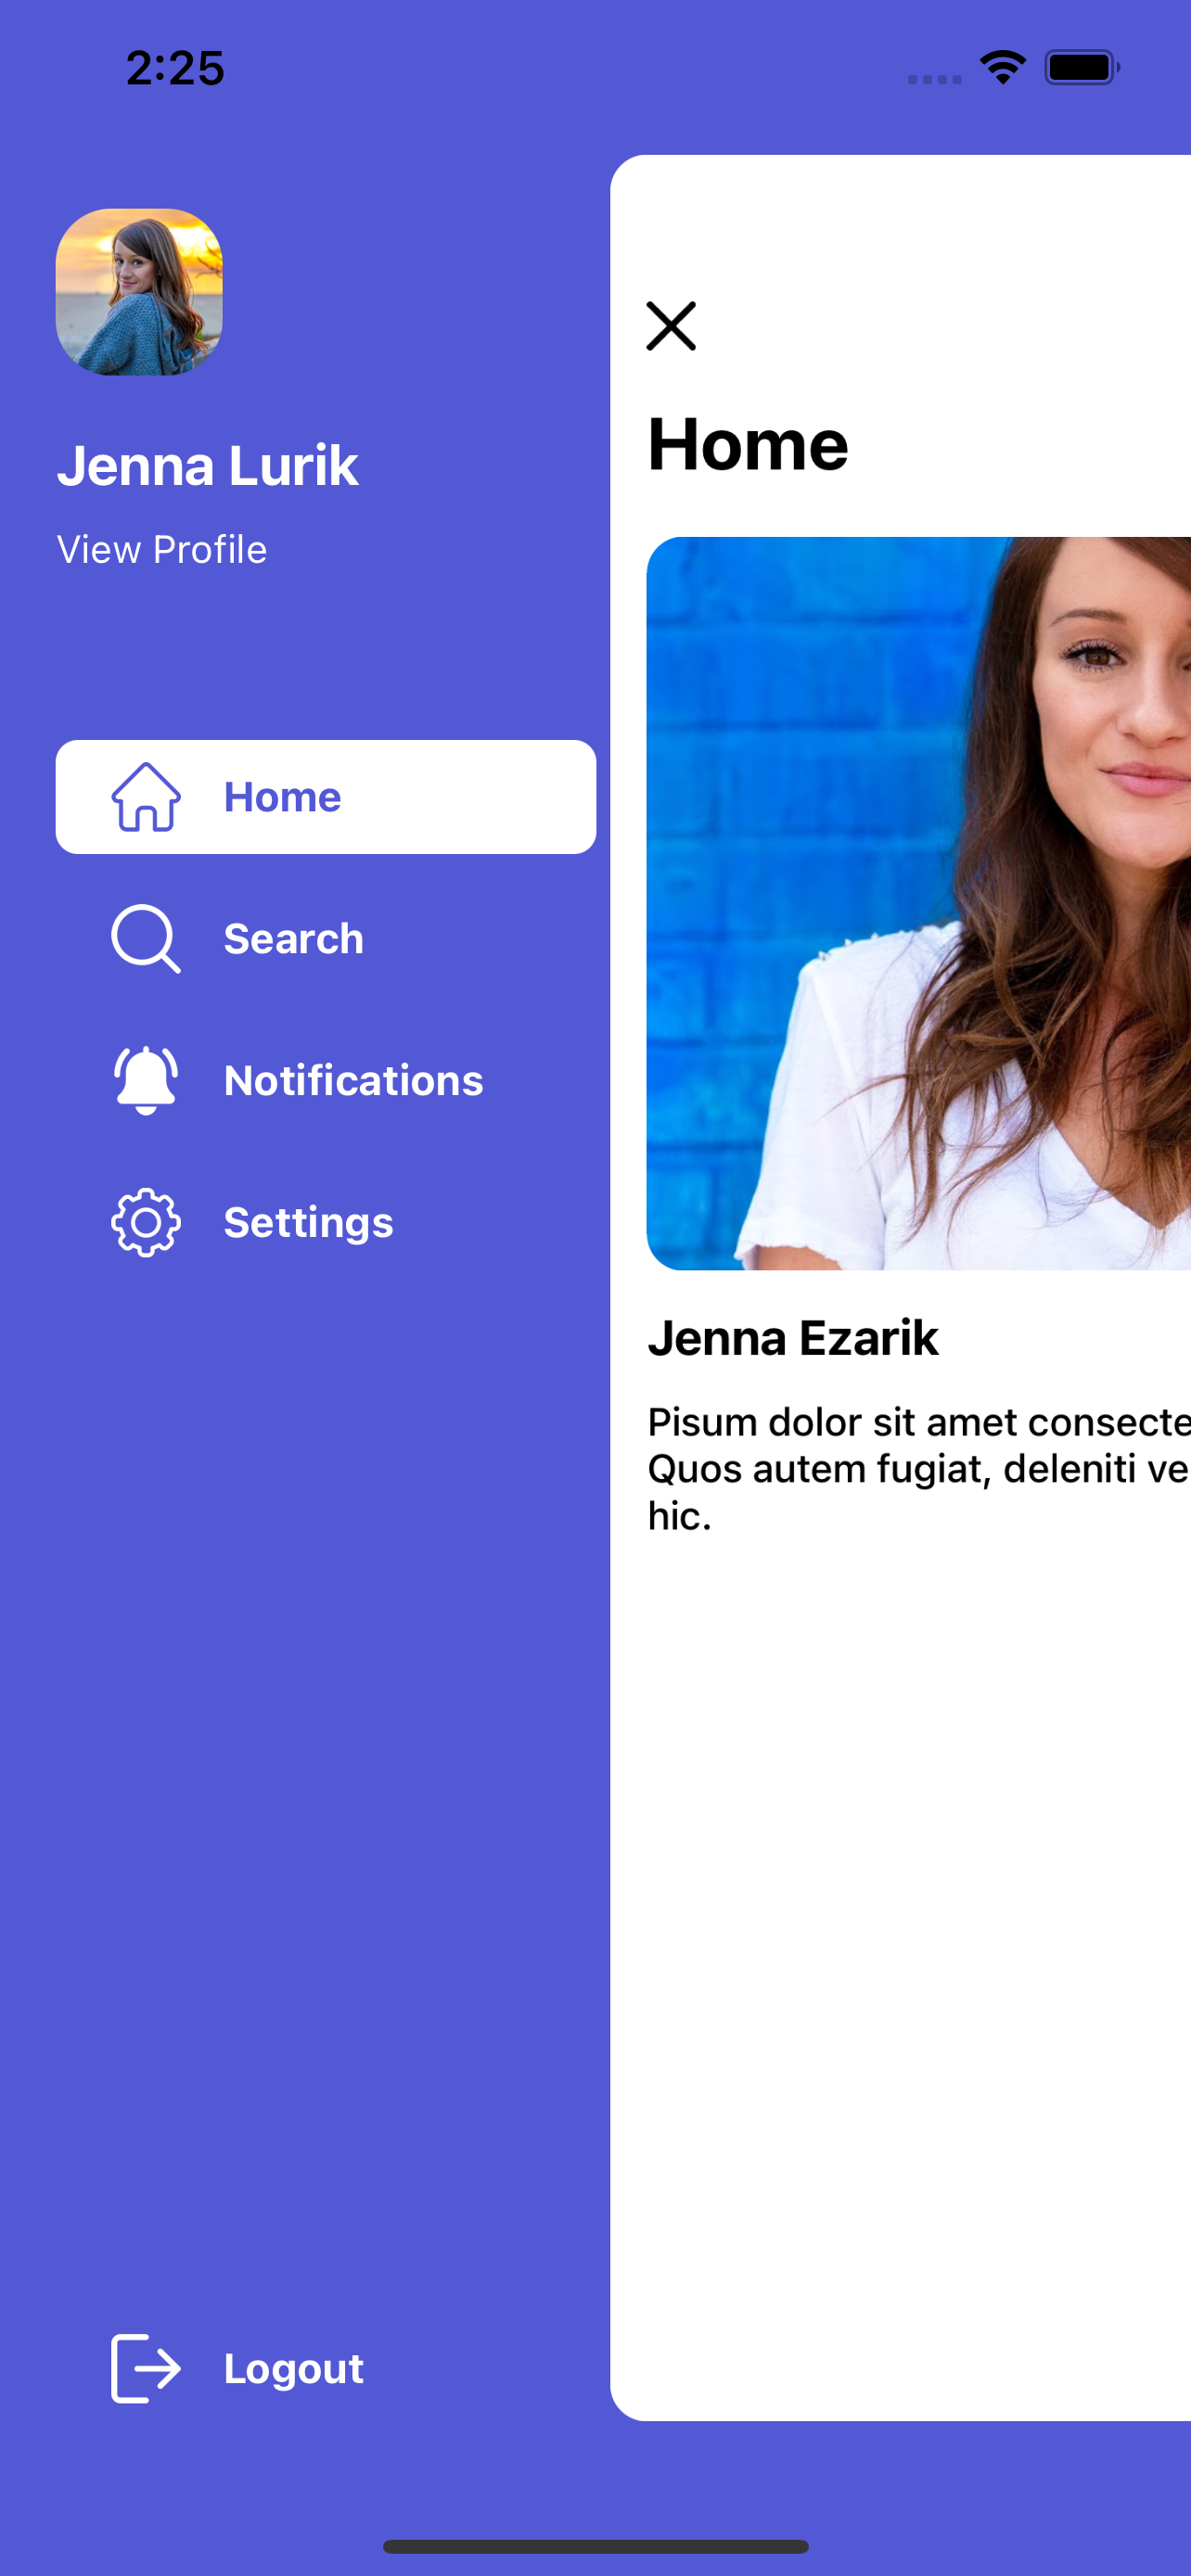 2:25
Jenna Lurik
View Profile
Home
Search
Notifications
Settings
Logout
Home
Jenna Ezarik
Pisum dolor sit amet consecte
Quos autem fugiat, deleniti ve
hic.